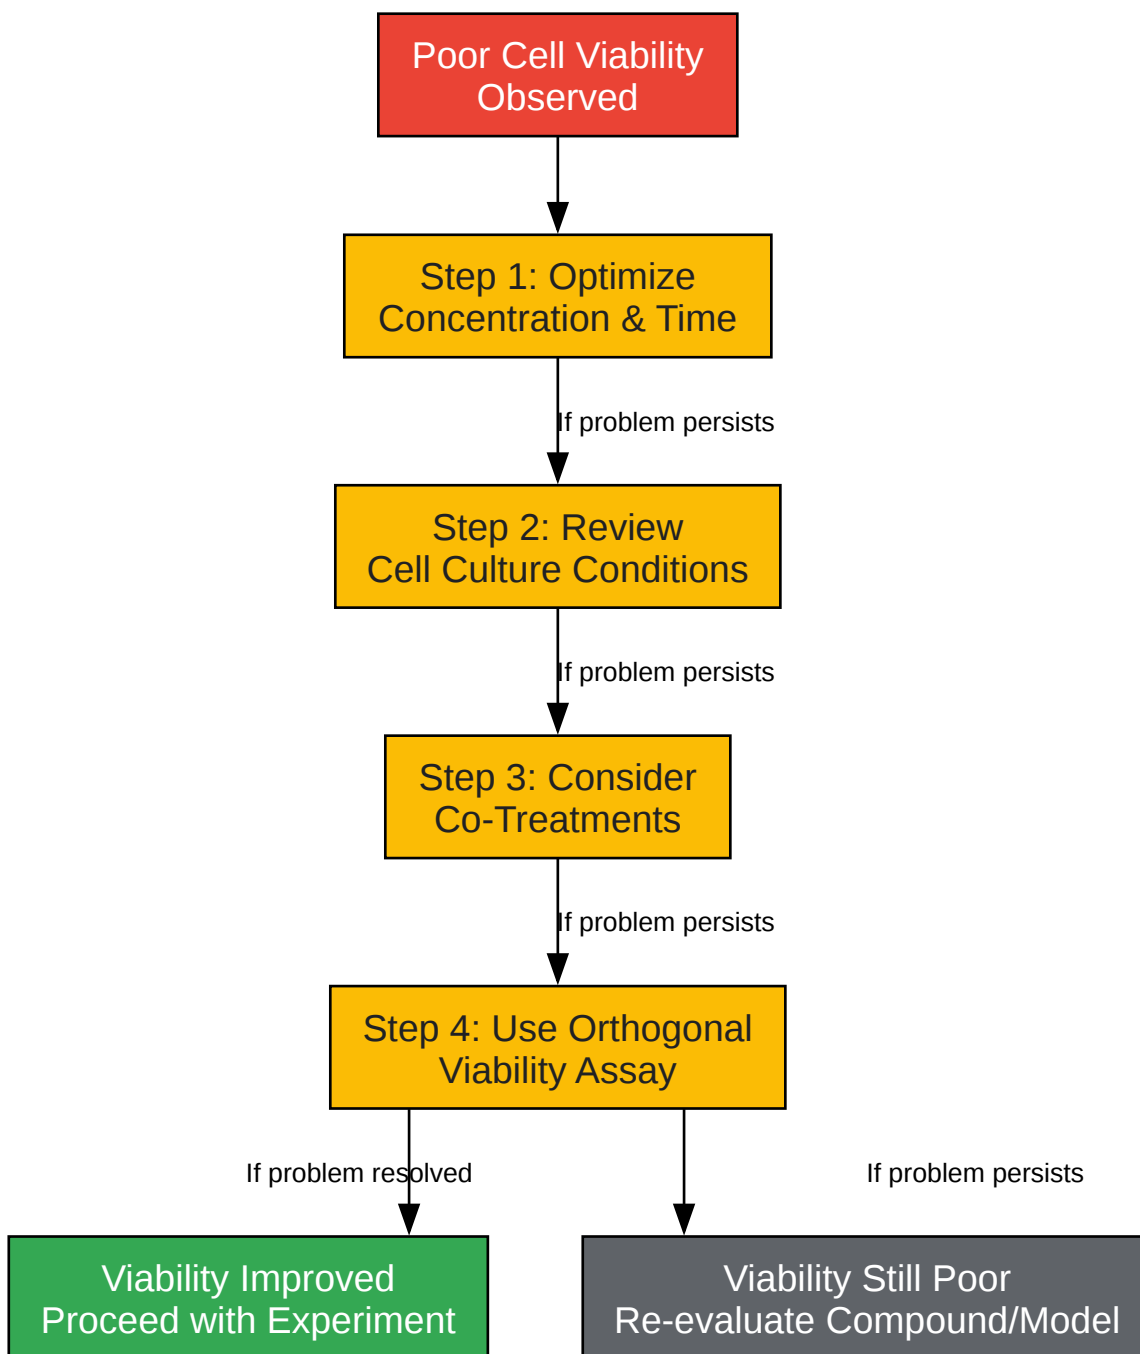 Poor Cell Viability
Observed
Step 1: Optimize
Concentration & Time
If problem persists
Step 2: Review
Cell Culture Conditions
If problem persists
Step 3: Consider
Co-Treatments
If problem persists
Step 4: Use Orthogonal
Viability Assay
If problem resolved
If problem persists
Viability Improved
Proceed with Experiment
Viability Still Poor
Re-evaluate Compound/Model